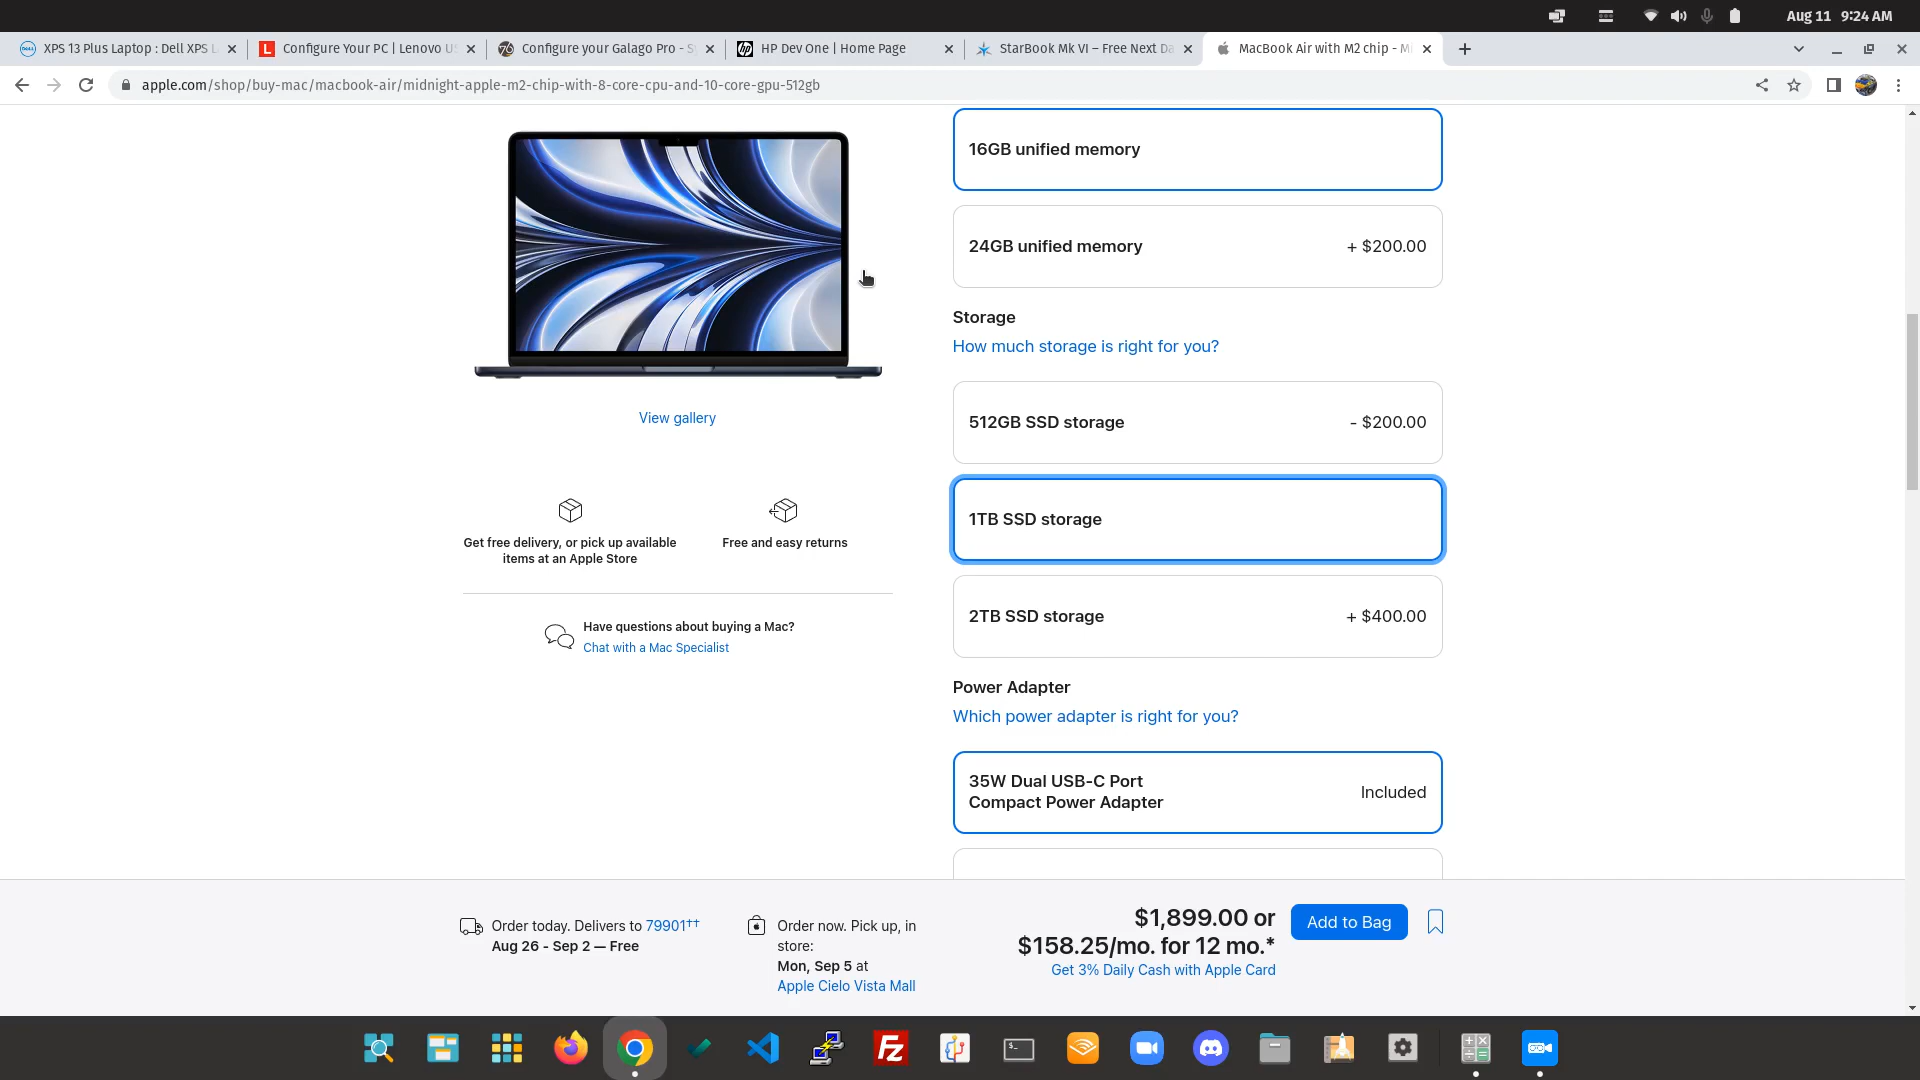 Aug 11 9:24 AM
XPS 13 Plus Laptop : Dell XPS L
Configure Your PC | Lenovo US
Configure your Galago Pro - Sy
HP Dev One | Home Page
StarBook Mk VI – Free Next Da
MacBook Air with M2 chip - Mi
apple.com/shop/buy-mac/macbook-air/midnight-apple-m2-chip-with-8-core-cpu-and-10-core-gpu-512gb
16GB unified memory
24GB unified memory + $200.00
Storage
How much storage is right for you?
512GB SSD storage - $200.00
1TB SSD storage
2TB SSD storage + $400.00
Power Adapter
Which power adapter is right for you?
35W Dual USB-C Port
Compact Power Adapter
Included
View gallery
Get free delivery, or pick up available
items at an Apple Store
Free and easy returns
Have questions about buying a Mac?
Chat with a Mac Specialist
Order today. Delivers to 79901††
Aug 26 - Sep 2 — Free
Order now. Pick up, in
store:
Mon, Sep 5 at
Apple Cielo Vista Mall
$1,899.00 or
$158.25/mo. for 12 mo.*
Get 3% Daily Cash with Apple Card
Add to Bag